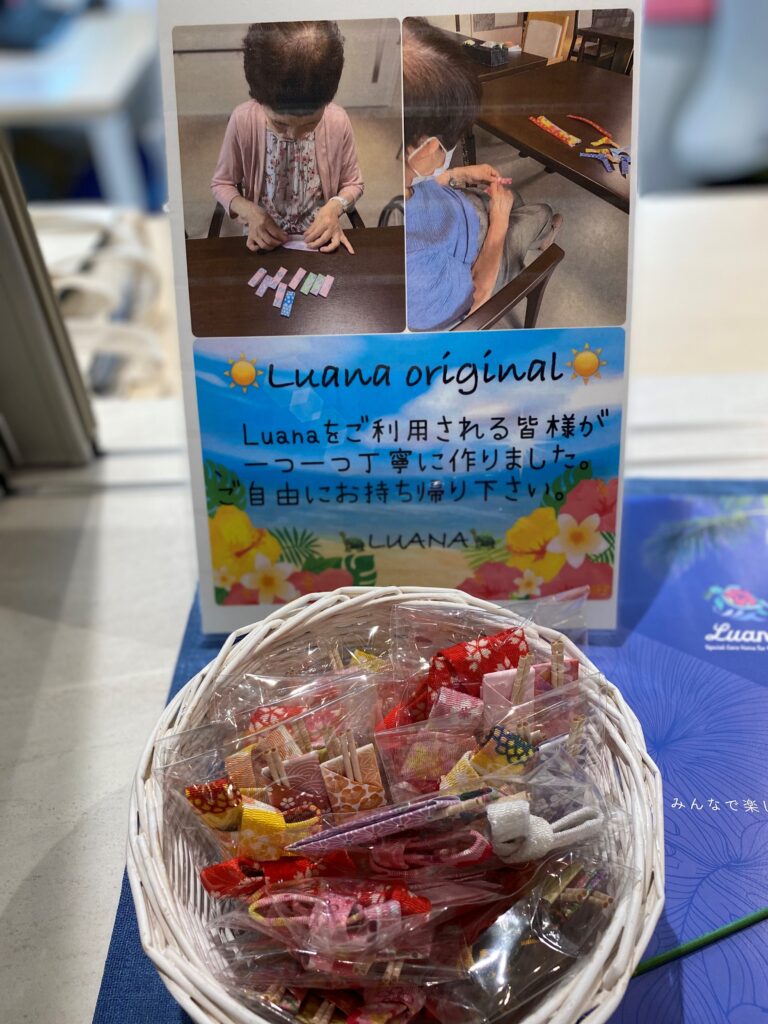 Luana original
Luanaをご利用される皆様が
一つ一つ丁寧に作りました。
ご自由にお持ち帰り下さい。
LUANA
Luana
みんなで楽し